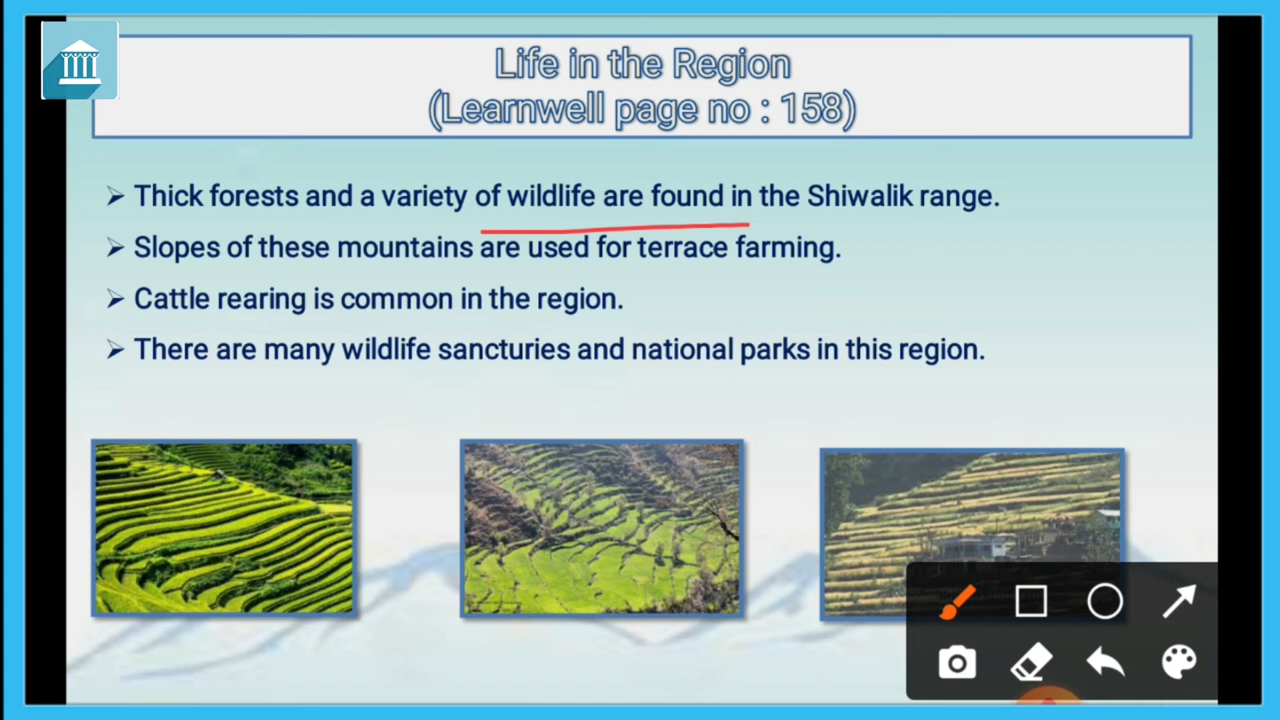 Life in the Region
(Learnwell page no : 158)
Thick forests and a variety of wildlife are found in the Shiwalik range.
Slopes of these mountains are used for terrace farming.
Cattle rearing is common in the region.
There are many wildlife sancturies and national parks in this region.